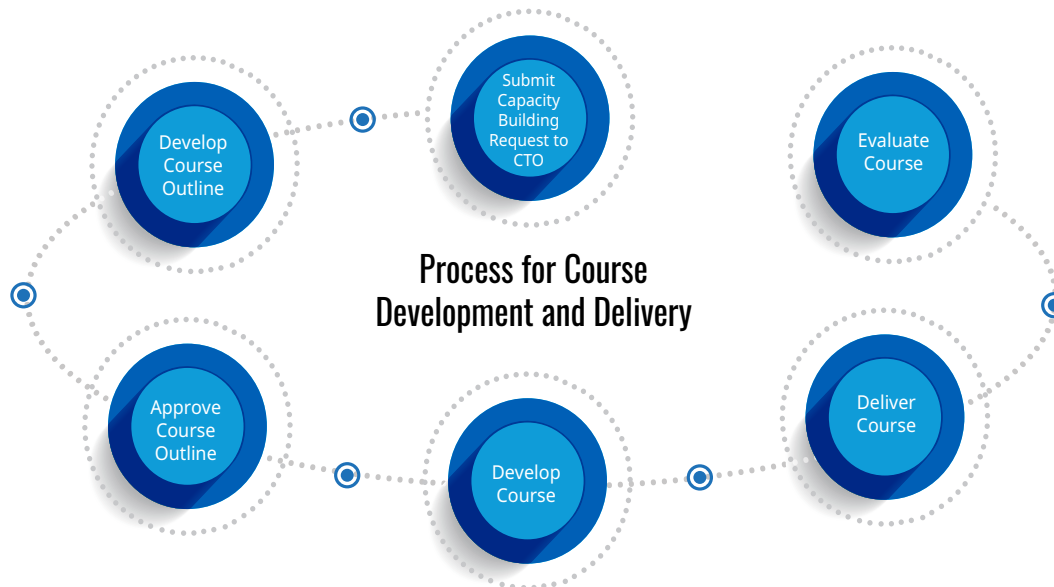 Submit
Capacity
Building
Request to
CTO
Develop
Course
Outline
Approve
Course
Outline
Develop
Course
Deliver
Course
Evaluate
Course
Process for Course
Development and Delivery